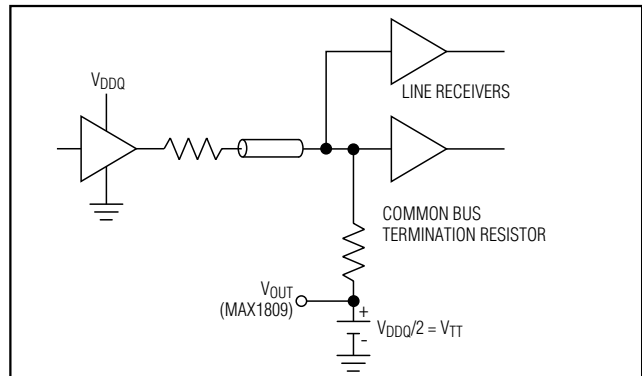 VDDQ
LINE RECEIVERS
COMMON BUS
TERMINATION RESISTOR
VOUT
(MAX1809)
+
VDDQ/2 = VTT
-